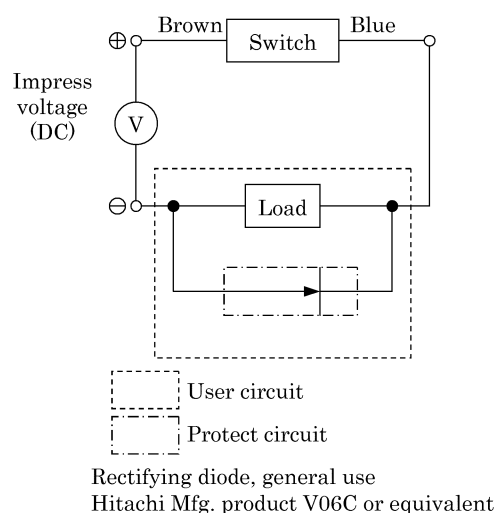 Brown
Switch
Blue
⊕
Impress
voltage
(DC)
V
⊖
Load
User circuit
Protect circuit
Rectifying diode, general use
Hitachi Mfg. product V06C or equivalent